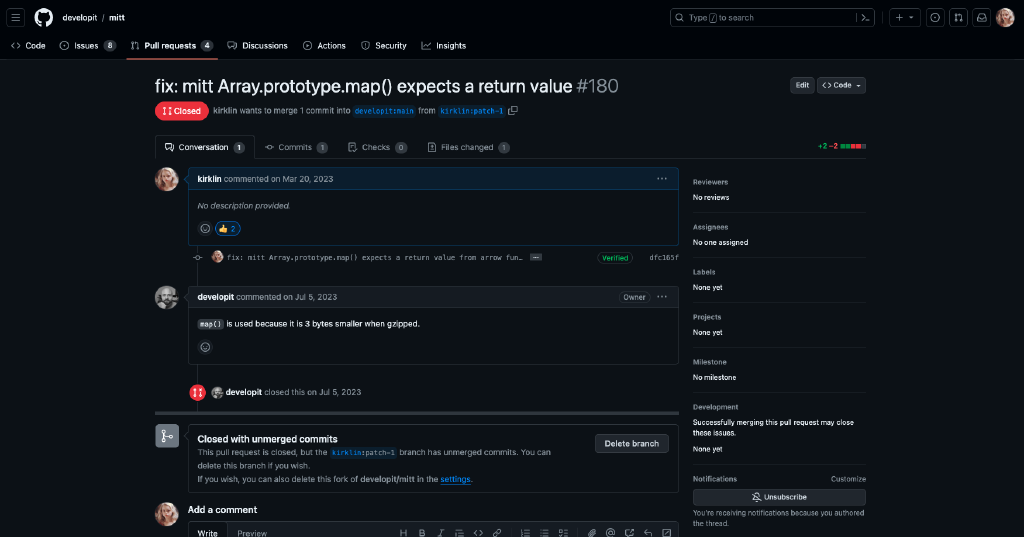 developit / mitt
Type / to search
Code
Issues 8
Pull requests 4
Discussions
Actions
Security
Insights
fix: mitt Array.prototype.map() expects a return value #180
Edit
<> Code
Closed
kirklin wants to merge 1 commit into developit:main from kirklin:patch-1
Conversation 1
Commits 1
Checks 0
Files changed 1
+2 −2
kirklin commented on Mar 20, 2023
No description provided.
👍 2
fix: mitt Array.prototype.map() expects a return value from arrow fun…
Verified
dfc165f
developit commented on Jul 5, 2023
Owner
map() is used because it is 3 bytes smaller when gzipped.
developit closed this on Jul 5, 2023
Closed with unmerged commits
This pull request is closed, but the kirklin:patch-1 branch has unmerged commits. You can
delete this branch if you wish.
If you wish, you can also delete this fork of developit/mitt in the settings.
Delete branch
Add a comment
Write
Preview
Reviewers
No reviews
Assignees
No one assigned
Labels
None yet
Projects
None yet
Milestone
No milestone
Development
Successfully merging this pull request may close
these issues.
None yet
Notifications
Customize
Unsubscribe
You're receiving notifications because you authored
the thread.